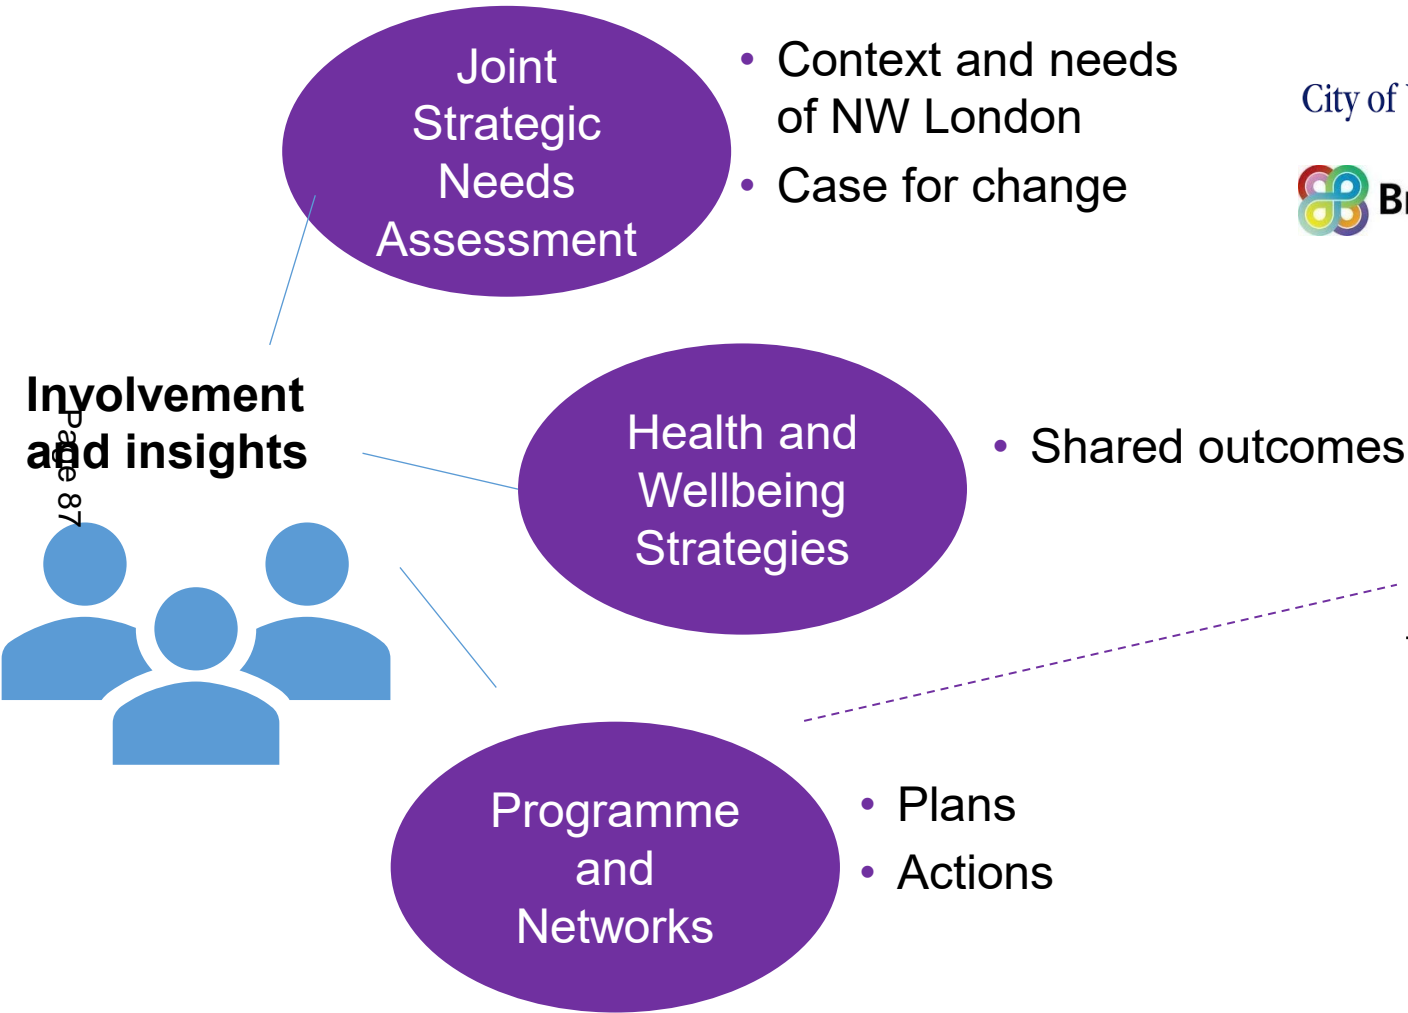 Joint
Strategic
Needs
Assessment
• Context and needs
of NW London
• Case for change
City of
Involvement
and insights
Page 87
Health and
Wellbeing
Strategies
• Shared outcomes
Programme
and
Networks
• Plans
• Actions